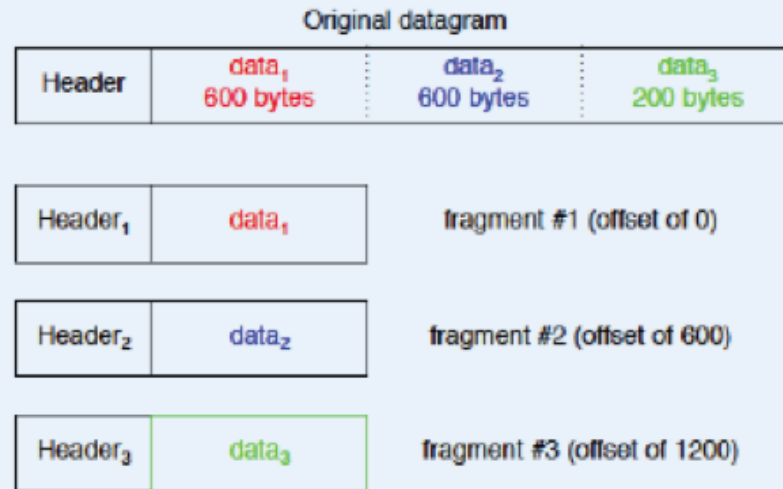 Original datagram
Header data₁ data₂ data₃
600 bytes 600 bytes 200 bytes
Header₁ data₁ fragment #1 (offset of 0)
Header₂ data₂ fragment #2 (offset of 600)
Header₃ data₃ fragment #3 (offset of 1200)